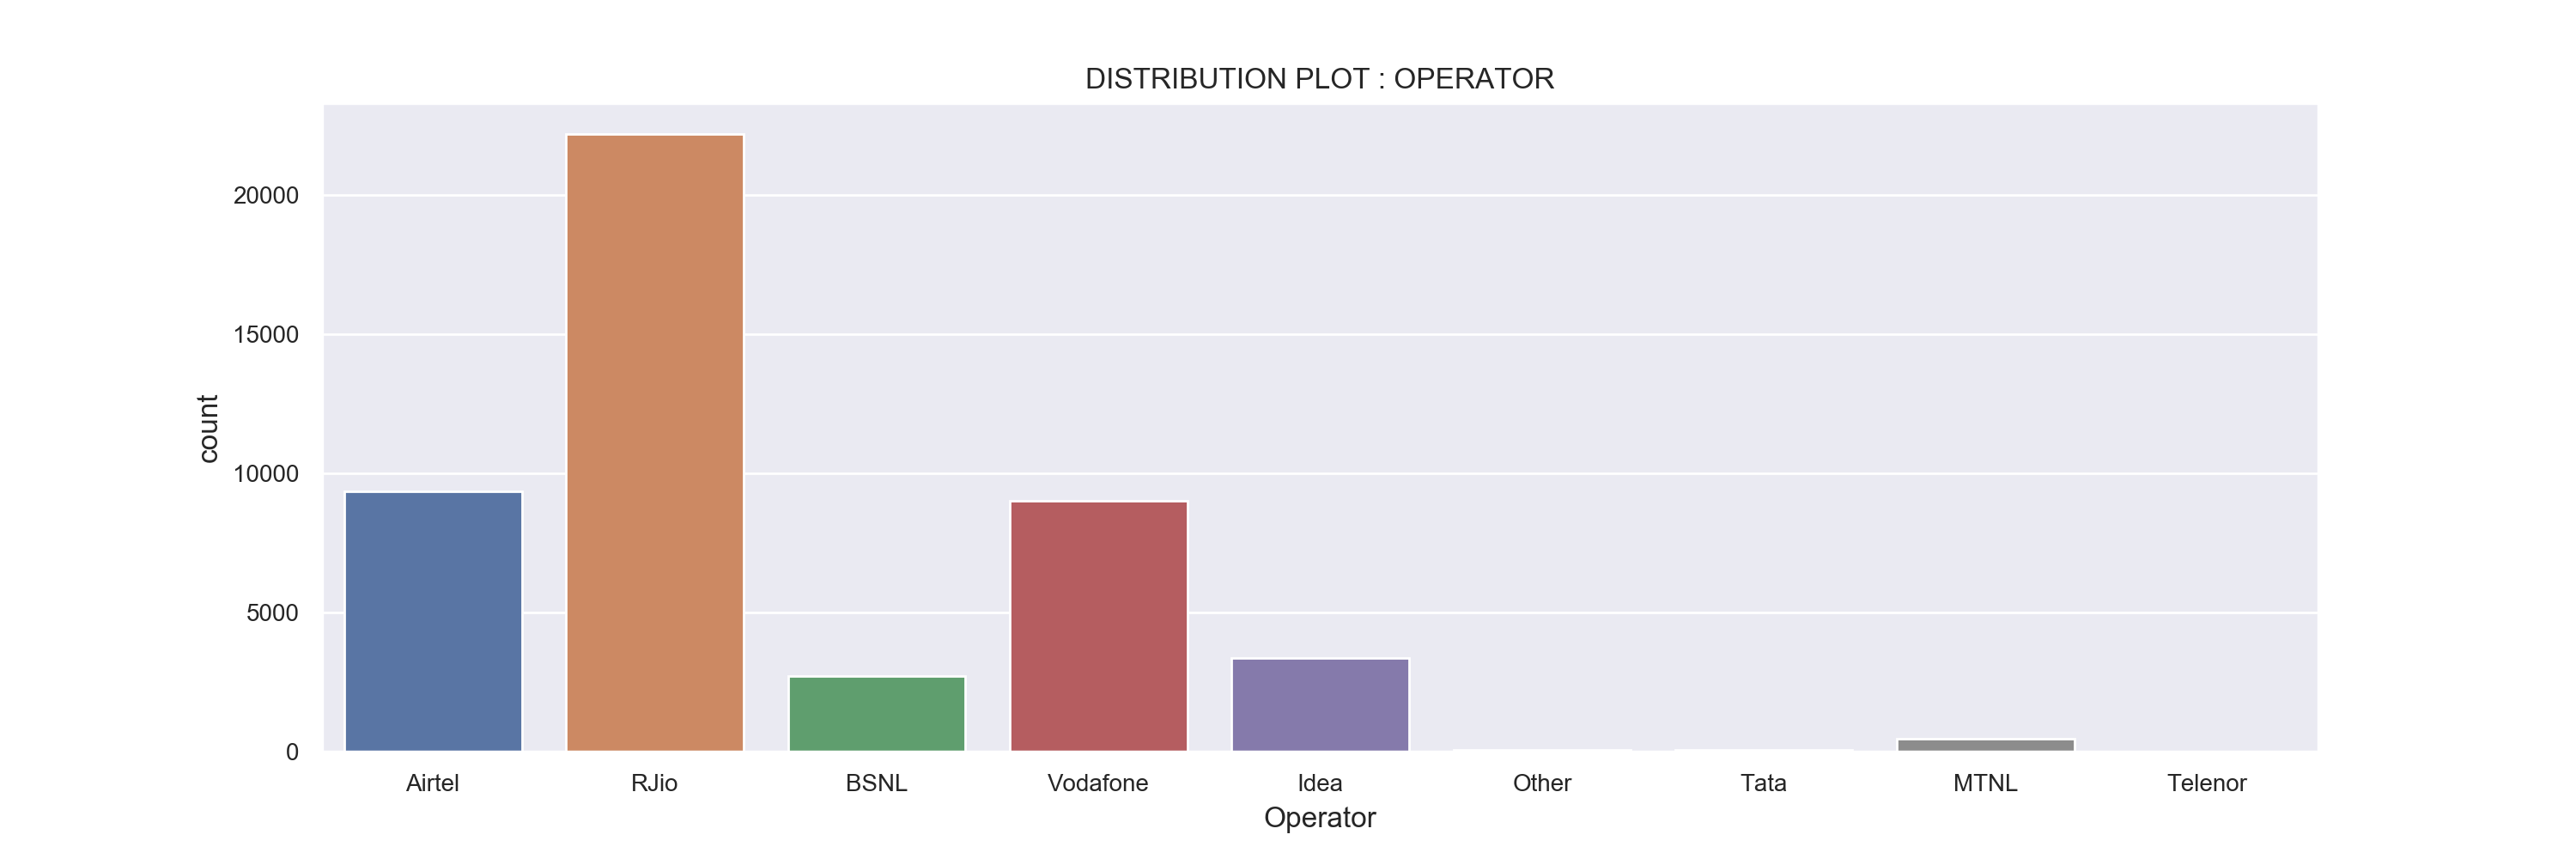 DISTRIBUTION PLOT : OPERATOR
20000
15000
10000
5000
0
count
Airtel RJio BSNL Vodafone Idea Other Tata MTNL Telenor
Operator